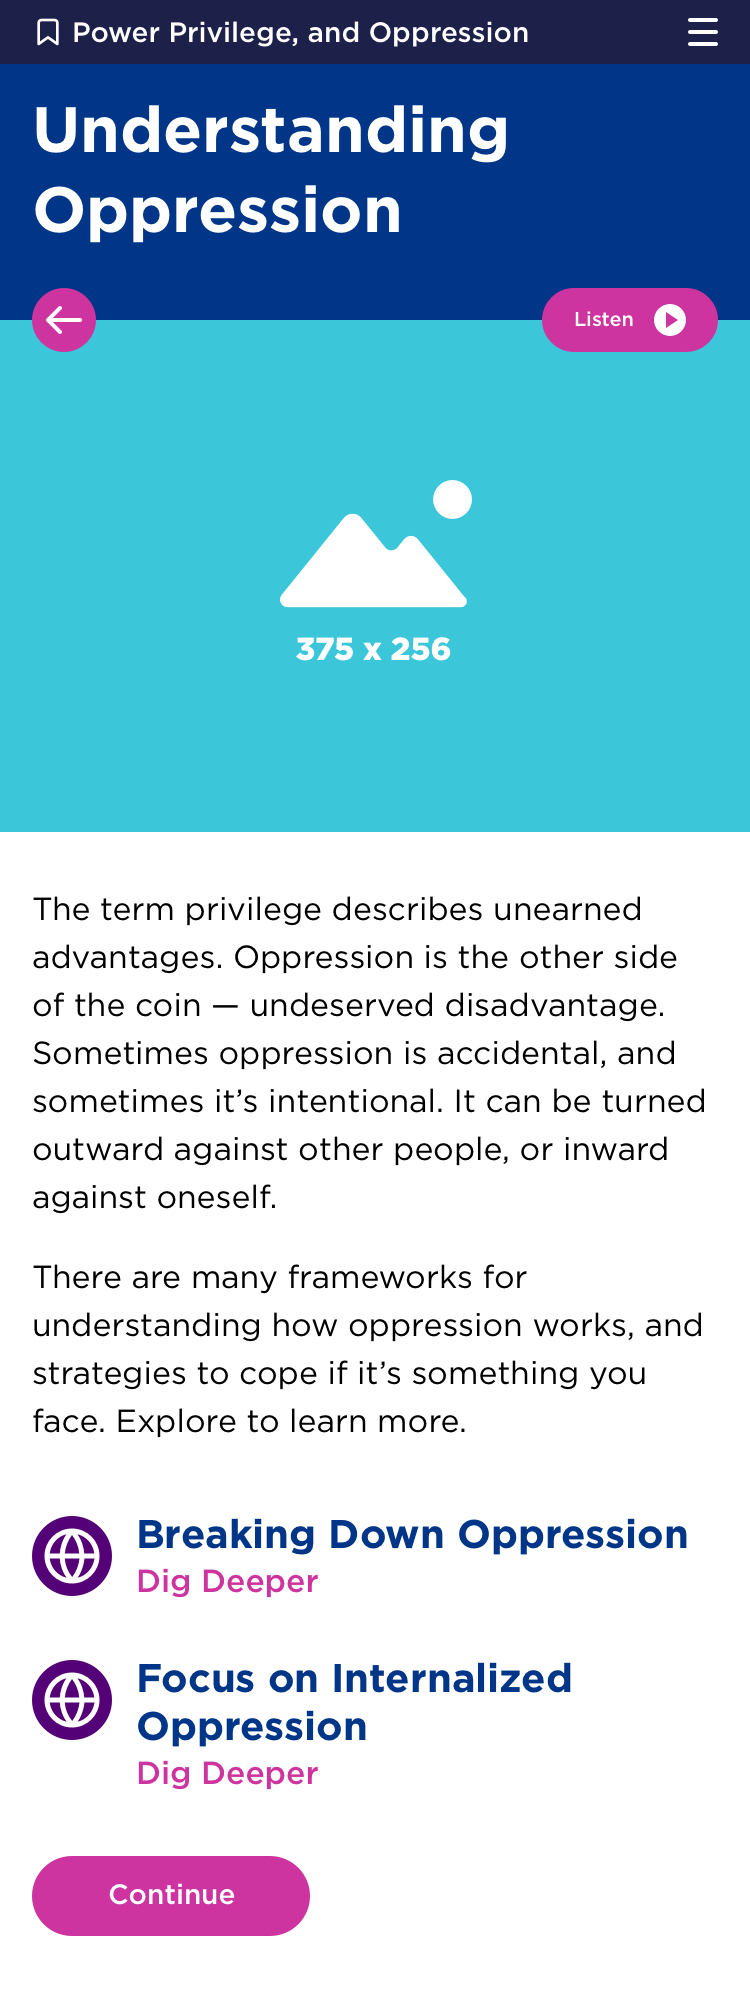 Power Privilege, and Oppression
Understanding
Oppression
Listen
375 x 256
The term privilege describes unearned
advantages. Oppression is the other side
of the coin — undeserved disadvantage.
Sometimes oppression is accidental, and
sometimes it’s intentional. It can be turned
outward against other people, or inward
against oneself.
There are many frameworks for
understanding how oppression works, and
strategies to cope if it’s something you
face. Explore to learn more.
Breaking Down Oppression
Dig Deeper
Focus on Internalized
Oppression
Dig Deeper
Continue